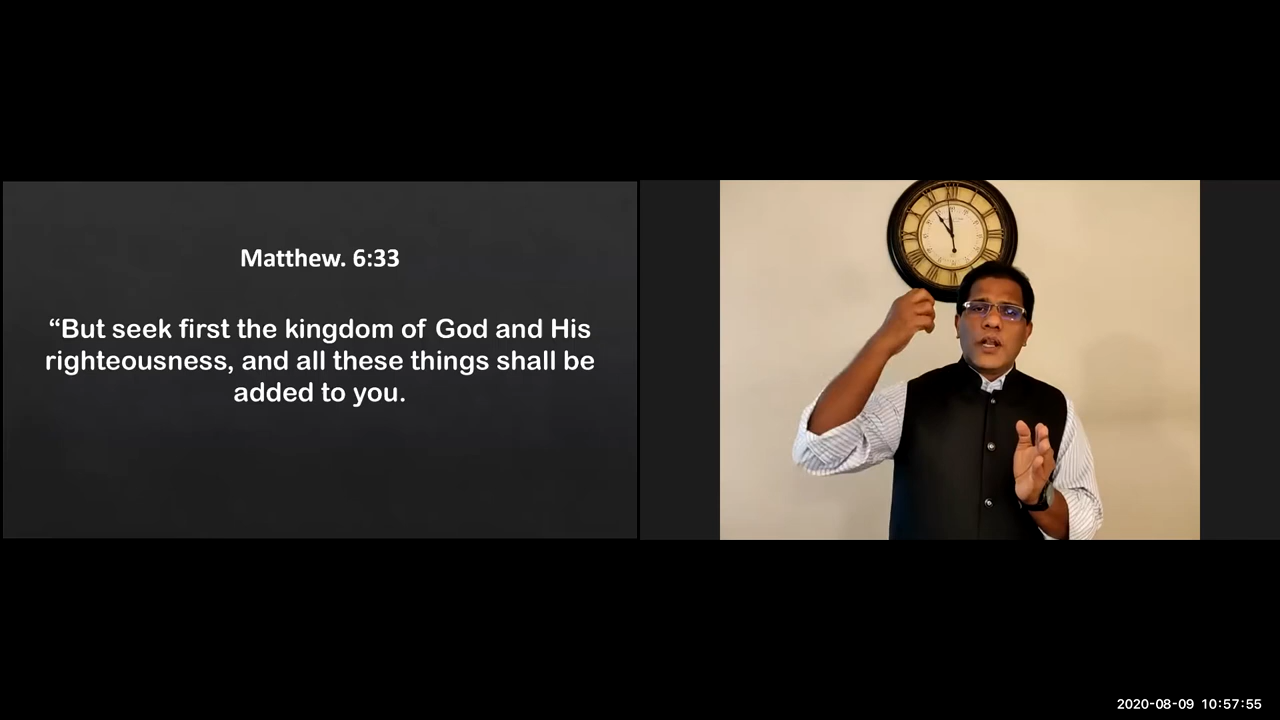 Matthew. 6:33
“But seek first the kingdom of God and His
righteousness, and all these things shall be
added to you.
2020-08-09 10:57:55